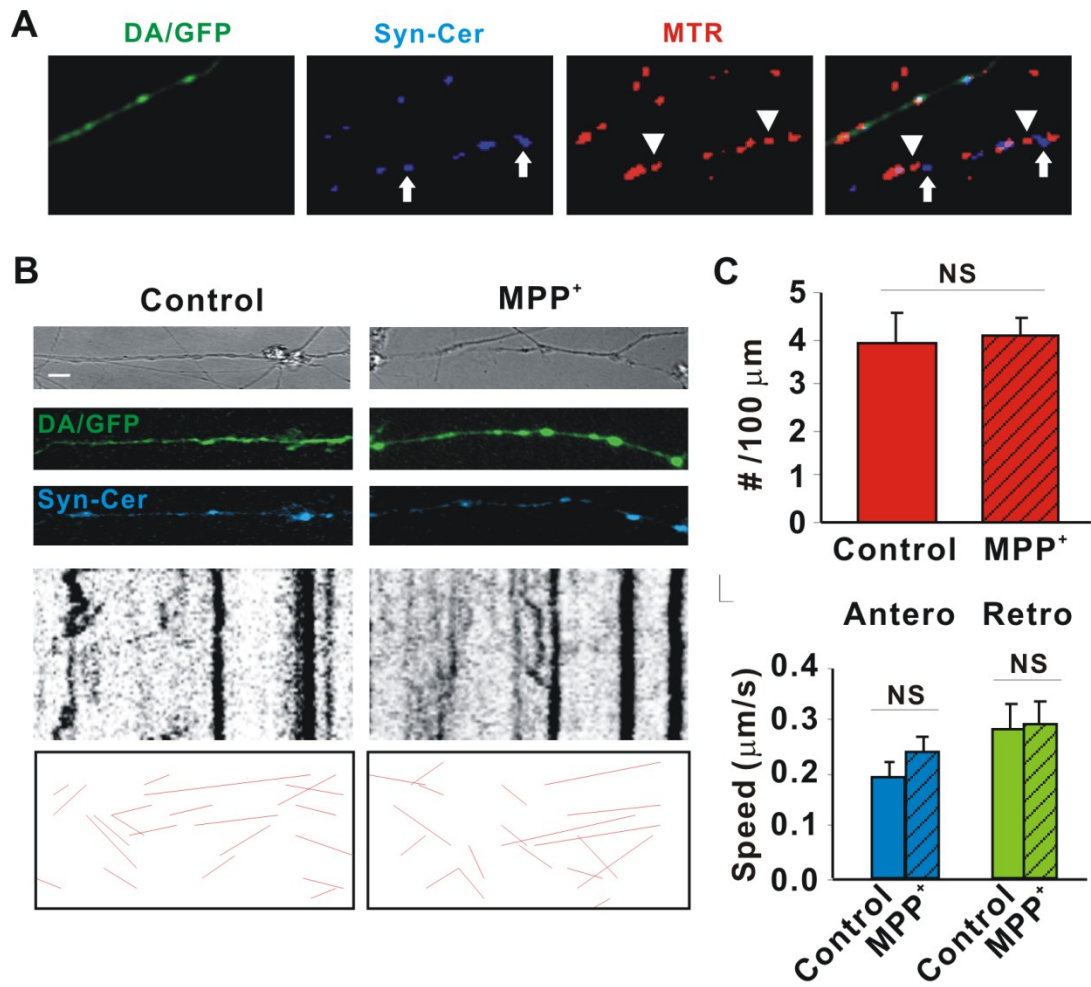 A
DA/GFP Syn-Cer MTR
B
Control MPP+
DA/GFP
Syn-Cer
C
NS
5
4
3
2
1
0
# /100 μm
Control MPP+
Antero Retro
NS NS
0.4
0.3
0.2
0.1
0.0
Speed (μm/s)
Control MPP+ Control MPP+